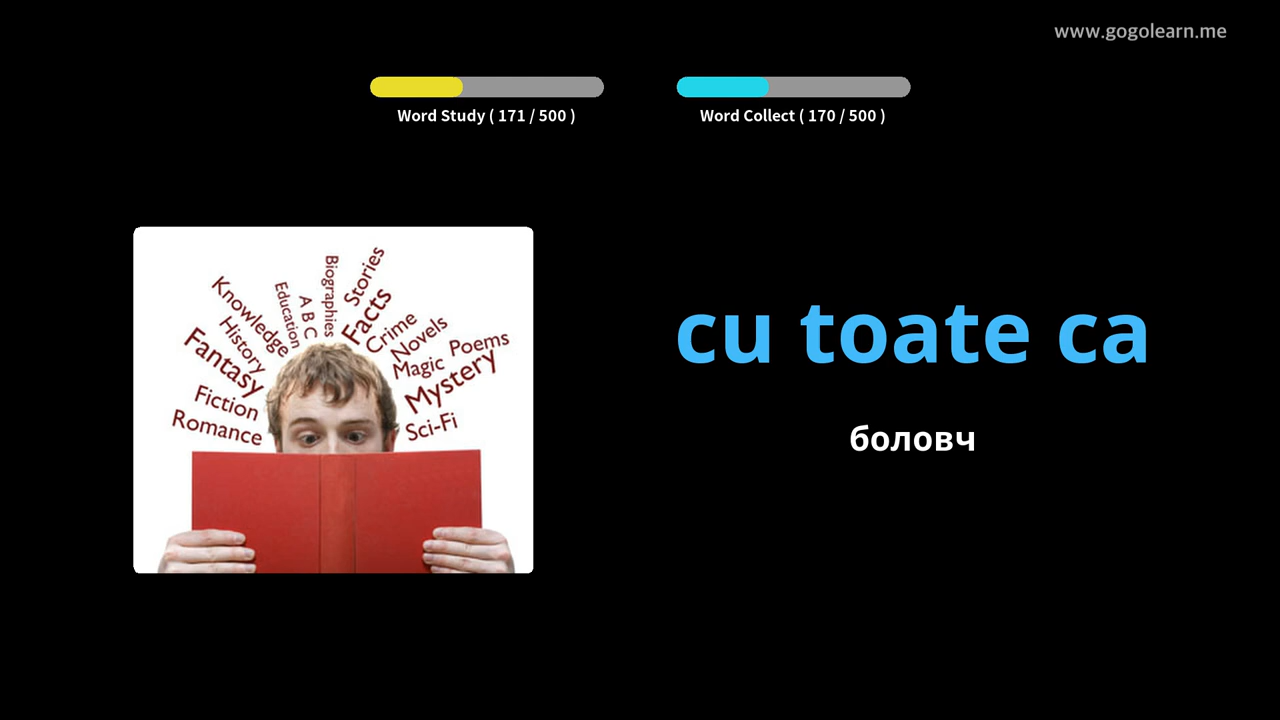 www.gogolearn.me
Word Study ( 171 / 500 )
Word Collect ( 170 / 500 )
Knowledge
Education
A B C
Biographies
Stories
Facts
History
Fantasy
Crime
Novels
Poems
Magic
Mystery
Fiction
Romance
Sci-Fi
cu toate ca
боловч